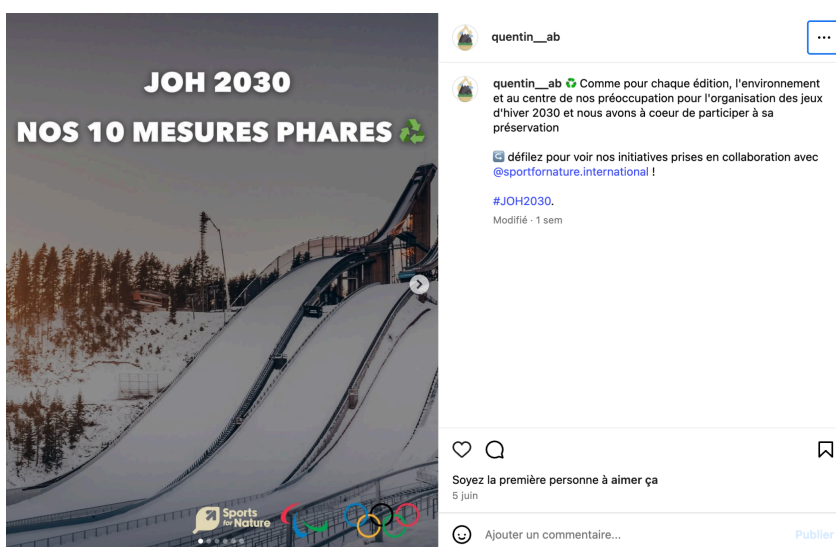 JOH 2030
NOS 10 MESURES PHARES
Sports
for Nature
quentin__ab
quentin__ab Comme pour chaque édition, l'environnement
et au centre de nos préoccupation pour l'organisation des jeux
d'hiver 2030 et nous avons à coeur de participer à sa
préservation
défilez pour voir nos initiatives prises en collaboration avec
@sportfornature.international !
#JOH2030.
Modifié · 1 sem
Soyez la première personne à aimer ça
5 juin
Ajouter un commentaire...
Publier